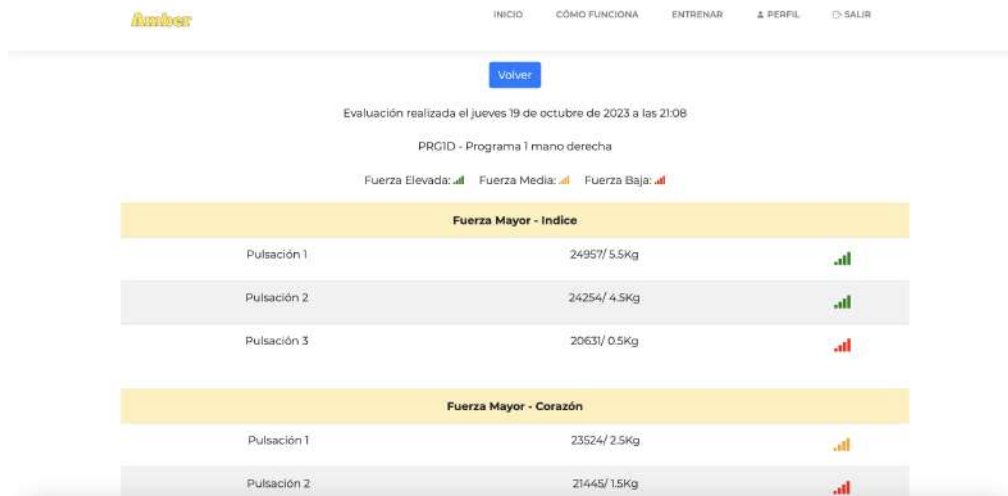 Amber
INICIO CÓMO FUNCIONA ENTRENAR PERFIL SALIR
Volver
Evaluación realizada el jueves 19 de octubre de 2023 a las 21:08
PRG1D - Programa 1 mano derecha
Fuerza Elevada: Fuerza Media: Fuerza Baja:
Fuerza Mayor - Indice
Pulsación 1 24957/ 5.5Kg
Pulsación 2 24254/ 4.5Kg
Pulsación 3 20631/ 0.5Kg
Fuerza Mayor - Corazón
Pulsación 1 23524/ 2.5Kg
Pulsación 2 21445/ 1.5Kg